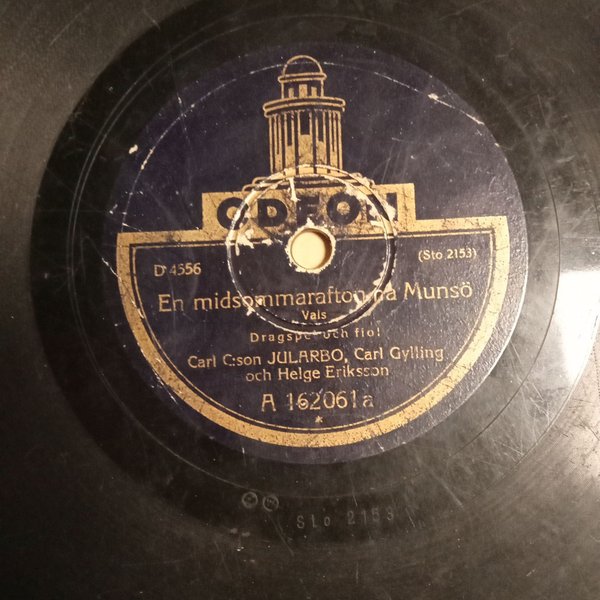 ODEON
D 4556
(Sto 2153)
En midsommarafton på Munsö
Vals
Dragspel och fiol
Carl C:son JULARBO, Carl Gylling
och Helge Eriksson
A 162061a
*
Sto 2153